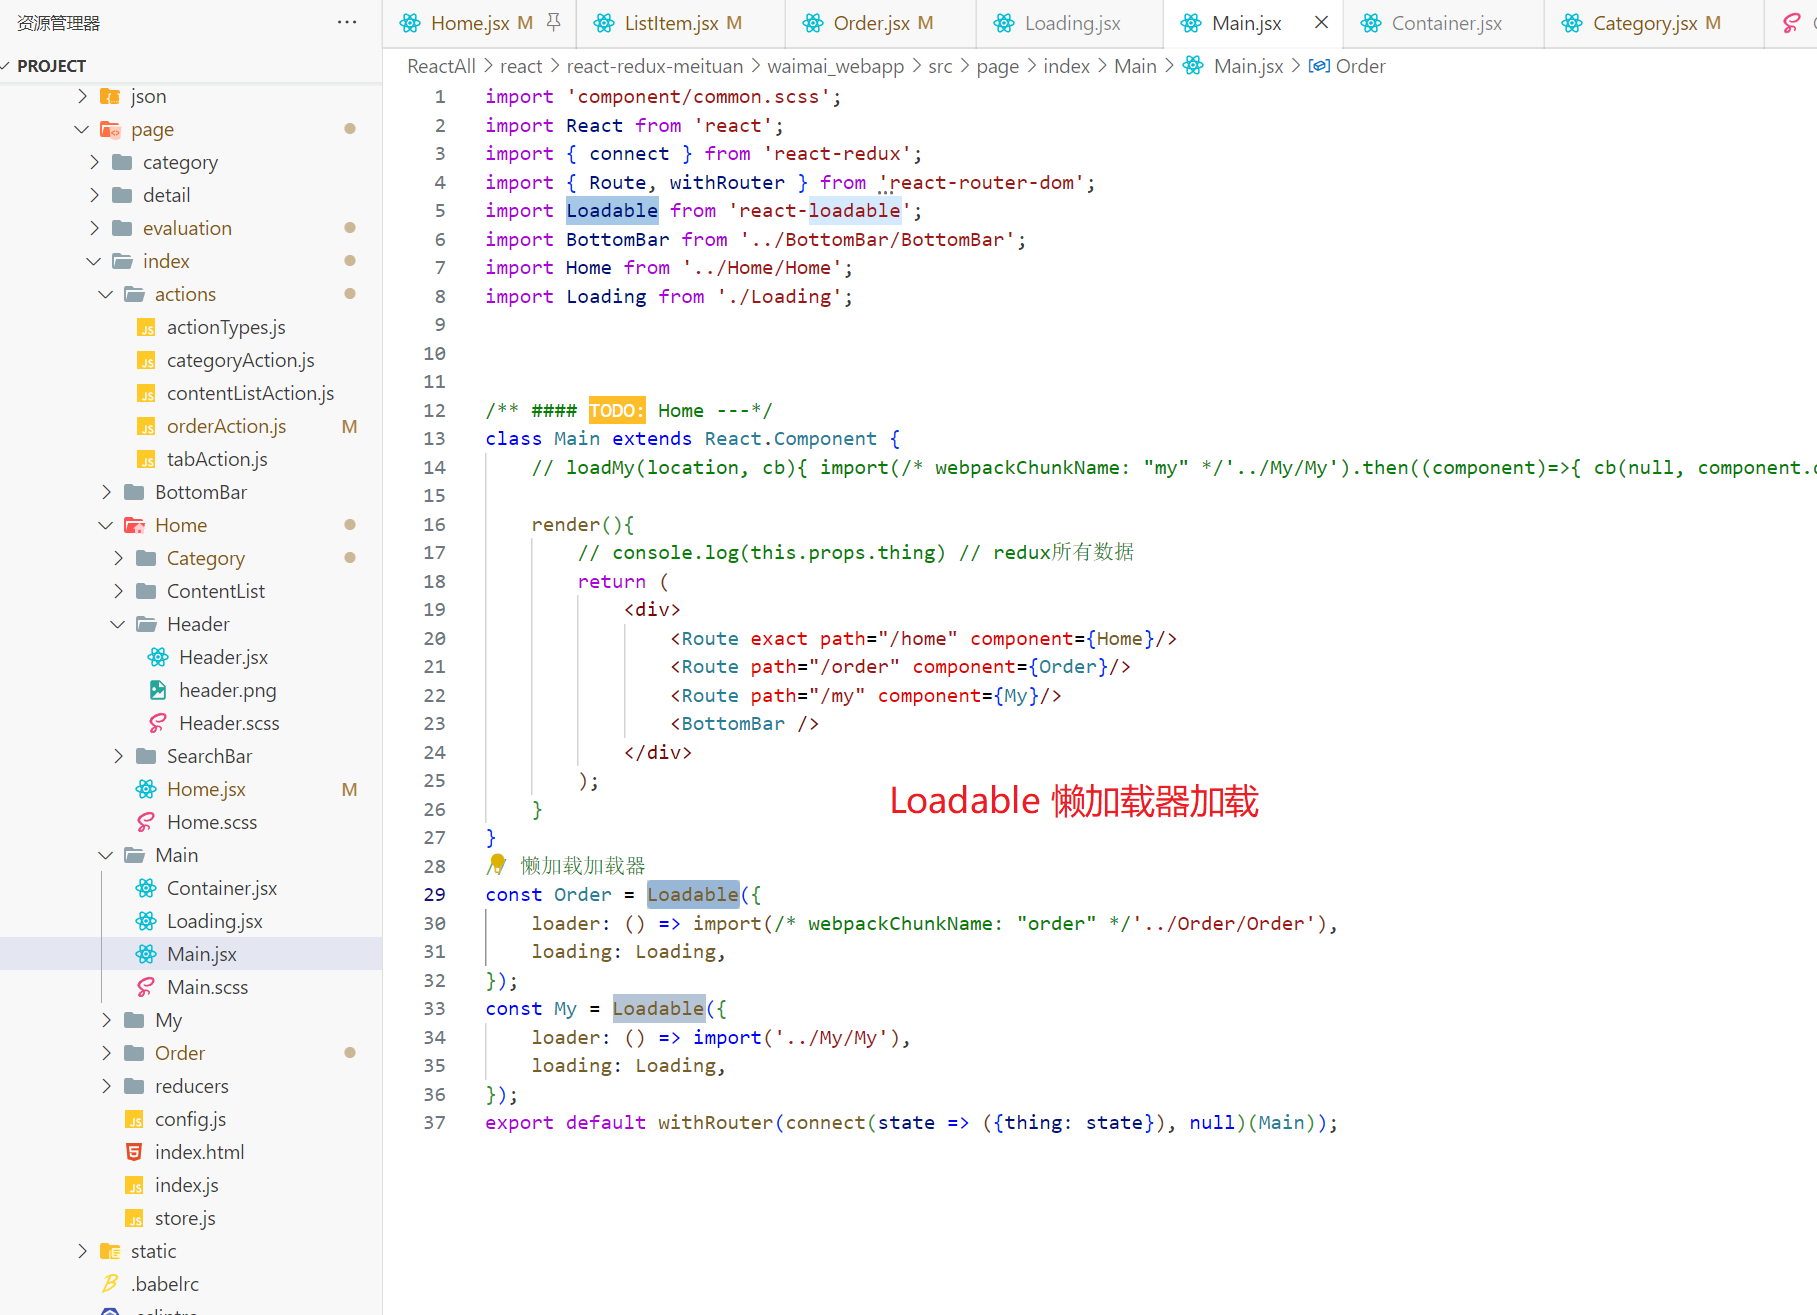 资源管理器
PROJECT
json
page
category
detail
evaluation
index
actions
actionTypes.js
categoryAction.js
contentListAction.js
orderAction.js M
tabAction.js
BottomBar
Home
Category
ContentList
Header
Header.jsx
header.png
Header.scss
SearchBar
Home.jsx M
Home.scss
Main
Container.jsx
Loading.jsx
Main.jsx
Main.scss
My
Order
reducers
config.js
index.html
index.js
store.js
static
.babelrc
Home.jsx M ListItem.jsx M Order.jsx M Loading.jsx Main.jsx Container.jsx Category.jsx M
ReactAll > react > react-redux-meituan > waimai_webapp > src > page > index > Main > Main.jsx > Order
1 import 'component/common.scss';
2 import React from 'react';
3 import { connect } from 'react-redux';
4 import { Route, withRouter } from 'react-router-dom';
5 import Loadable from 'react-loadable';
6 import BottomBar from '../BottomBar/BottomBar';
7 import Home from '../Home/Home';
8 import Loading from './Loading';
9
10
11
12 /** #### TODO: Home ---*/
13 class Main extends React.Component {
14 // loadMy(location, cb){ import(/* webpackChunkName: "my" */'../My/My').then((component)=>{ cb(null, component.
15
16 render(){
17 // console.log(this.props.thing) // redux所有数据
18 return (
19 <div>
20 <Route exact path="/home" component={Home}/>
21 <Route path="/order" component={Order}/>
22 <Route path="/my" component={My}/>
23 <BottomBar />
24 </div>
25 );
26 }
27 }
28 // 懒加载加载器
29 const Order = Loadable({
30 loader: () => import(/* webpackChunkName: "order" */'../Order/Order'),
31 loading: Loading,
32 });
33 const My = Loadable({
34 loader: () => import('../My/My'),
35 loading: Loading,
36 });
37 export default withRouter(connect(state => ({thing: state}), null)(Main));
Loadable 懒加载器加载